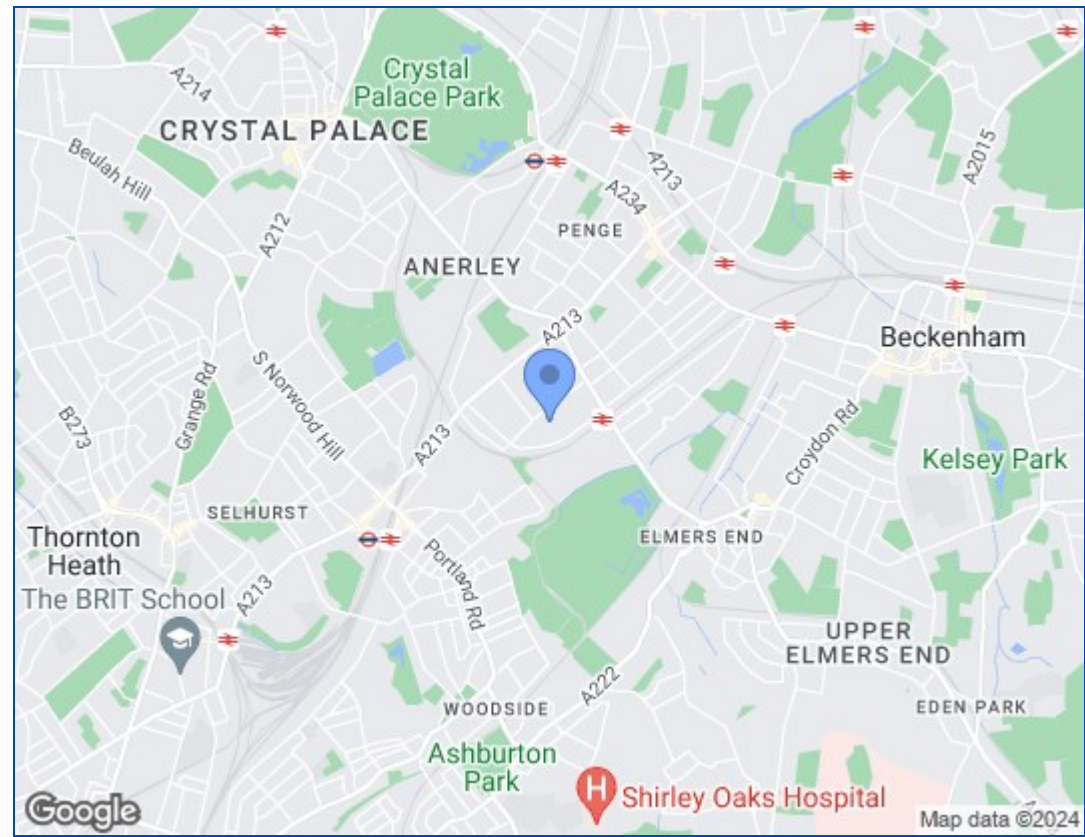 Crystal
Palace Park
A214
CRYSTAL PALACE
Beulah Hill
A213
A2015
A234
A212
PENGE
ANERLEY
A213
Beckenham
Grange Rd
S Norwood Hill
B273
A213
Croydon Rd
Kelsey Park
SELHURST
Thornton
Heath
ELMERS END
Portland Rd
A213
The BRIT School
UPPER
ELMERS END
A222
WOODSIDE
EDEN PARK
Ashburton
Park
H
Shirley Oaks Hospital
Google
Map data ©2024